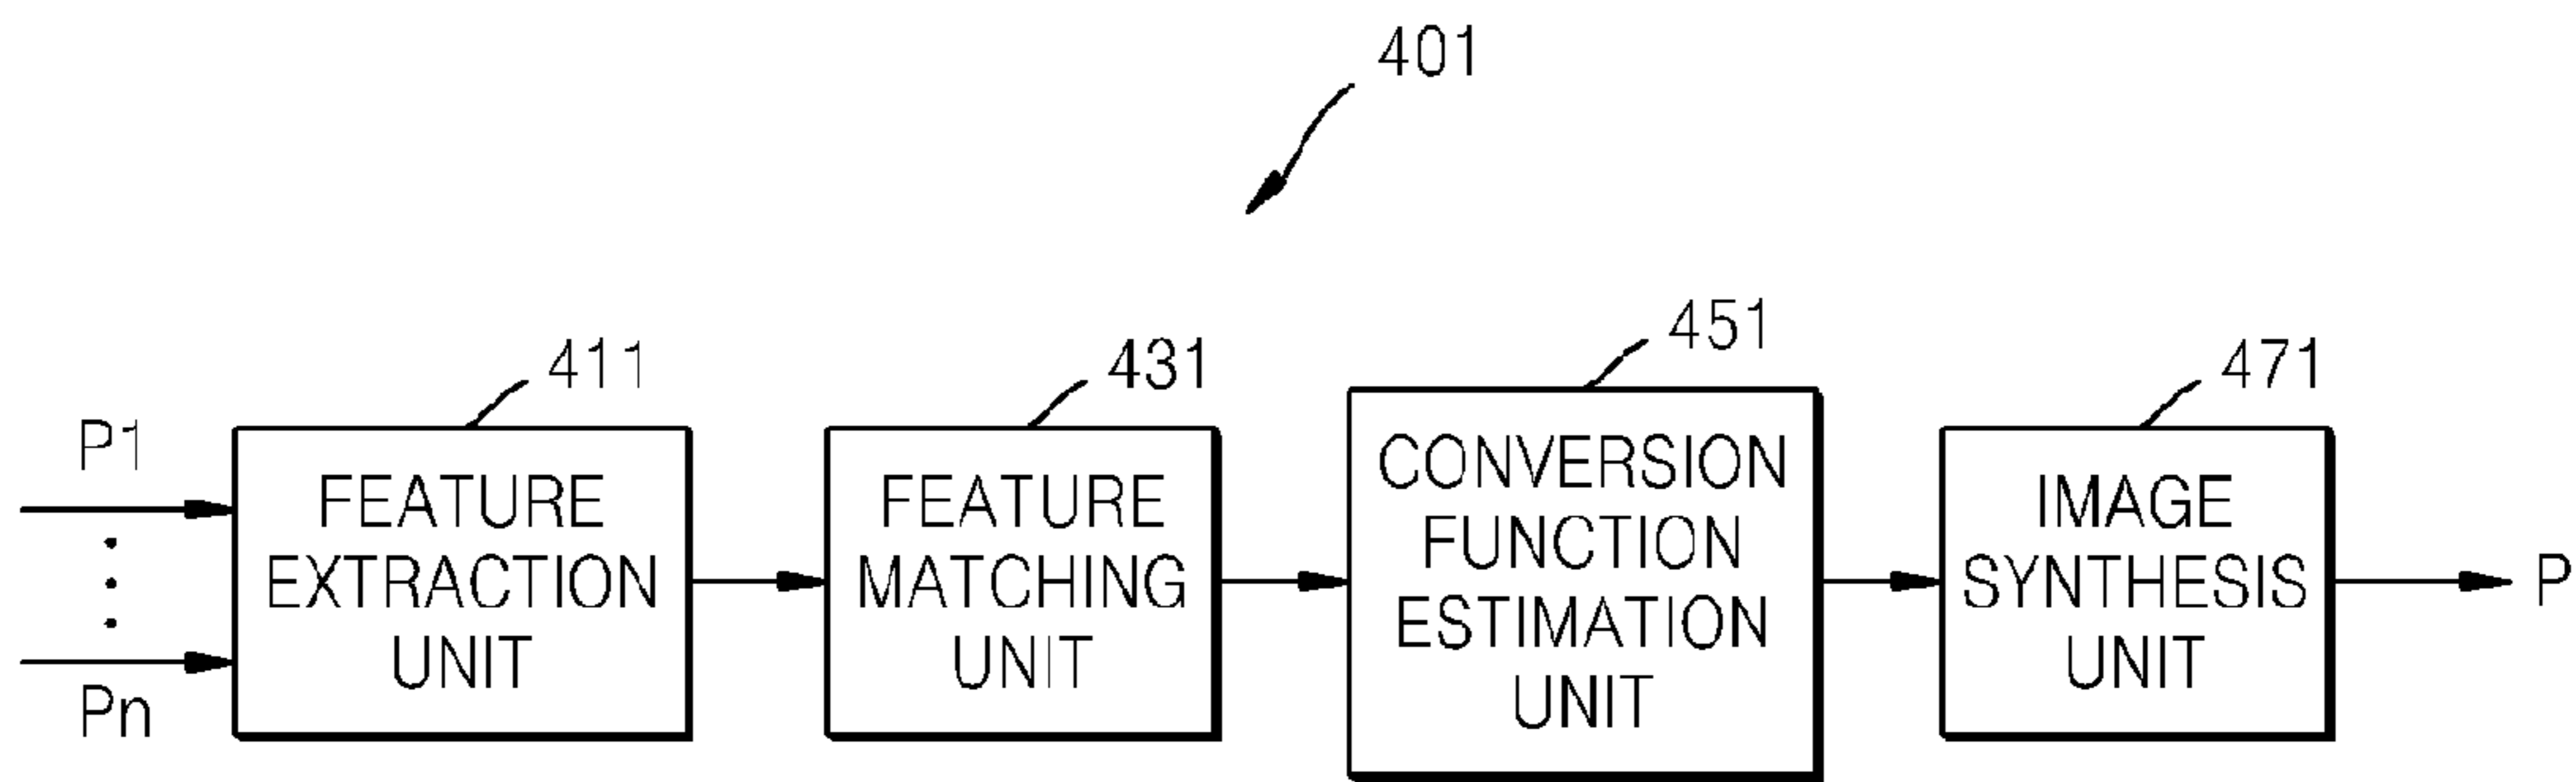 401
411
431
451
471
P1
Pn
FEATURE
EXTRACTION
UNIT
FEATURE
MATCHING
UNIT
CONVERSION
FUNCTION
ESTIMATION
UNIT
IMAGE
SYNTHESIS
UNIT
P